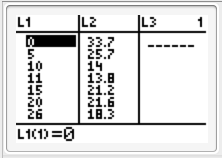 L1 L2 L3 1
0 33.7 ------
5 25.7
10 14
11 13.8
15 21.2
20 21.6
26 18.3
L1(1)=0